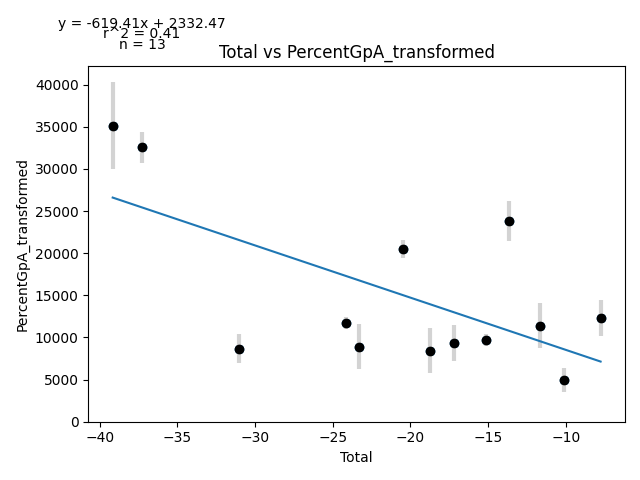 y = -619.41x + 2332.47
r^2 = 0.41
n = 13
Total vs PercentGpA_transformed
PercentGpA_transformed
40000
35000
30000
25000
20000
15000
10000
5000
0
−40
−35
−30
−25
−20
−15
−10
Total